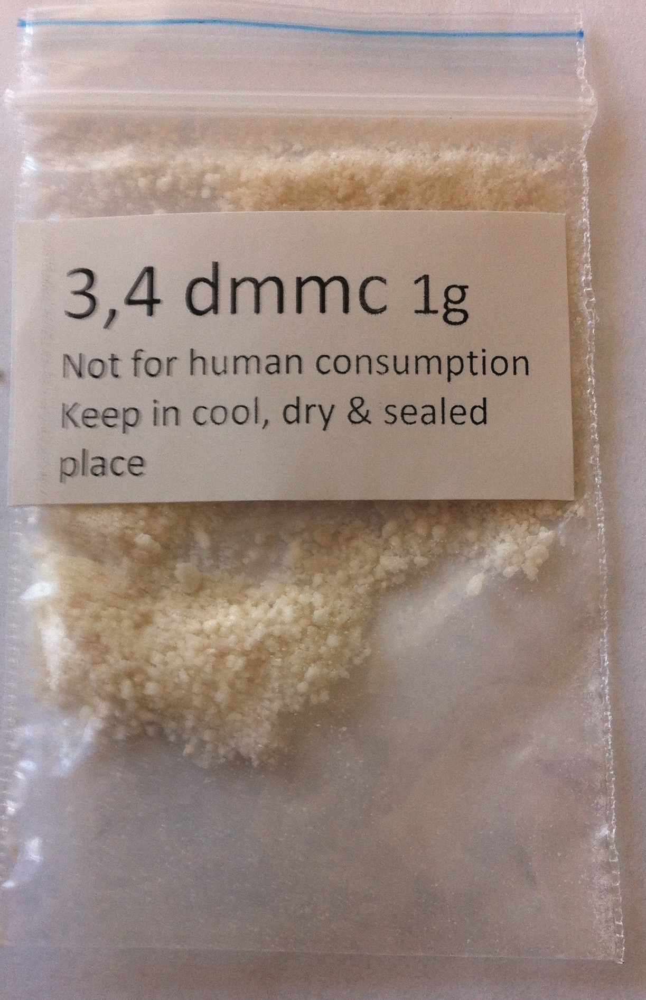 3,4 dmmc 1g
Not for human consumption
Keep in cool, dry & sealed
place